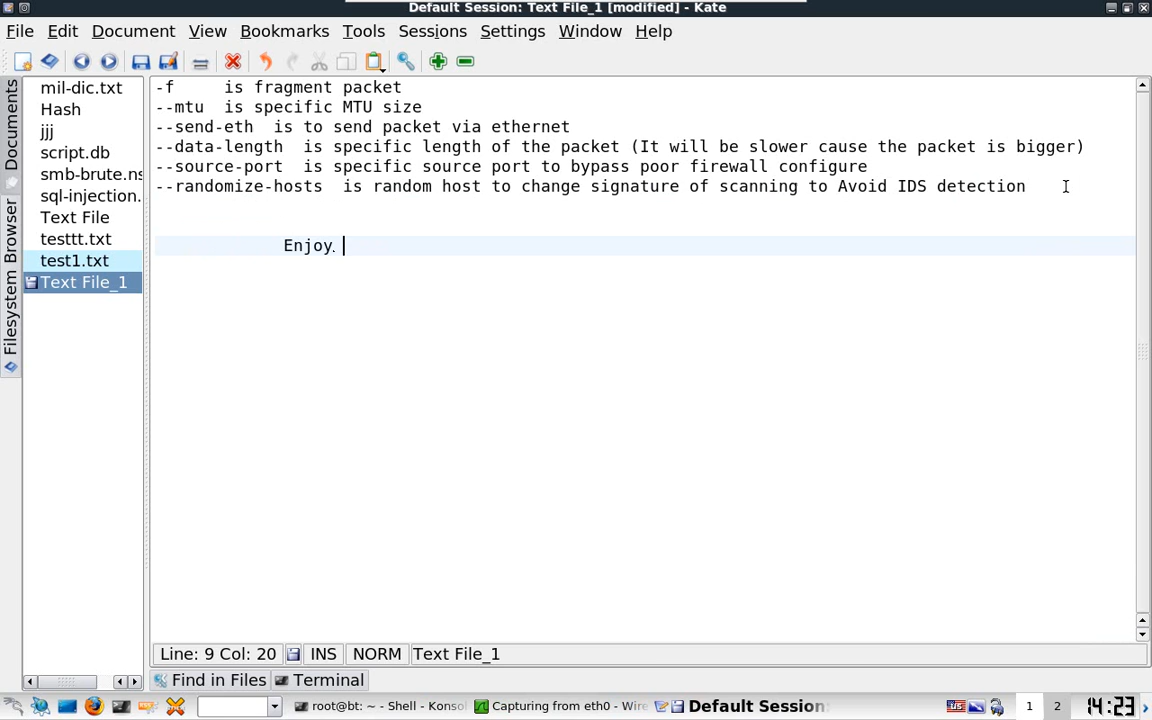 Default Session: Text File_1 [modified] - Kate
File Edit Document View Bookmarks Tools Sessions Settings Window Help
Documents
Filesystem Browser
mil-dic.txt
Hash
jjj
script.db
smb-brute.ns
sql-injection.
Text File
testtt.txt
test1.txt
Text File_1
-f is fragment packet
--mtu is specific MTU size
--send-eth is to send packet via ethernet
--data-length is specific length of the packet (It will be slower cause the packet is bigger)
--source-port is specific source port to bypass poor firewall configure
--randomize-hosts is random host to change signature of scanning to Avoid IDS detection
Enjoy.
Line: 9 Col: 20 INS NORM Text File_1
Find in Files Terminal
root@bt: ~ - Shell - Konso Capturing from eth0 - Wire Default Session: 1 2 14:23